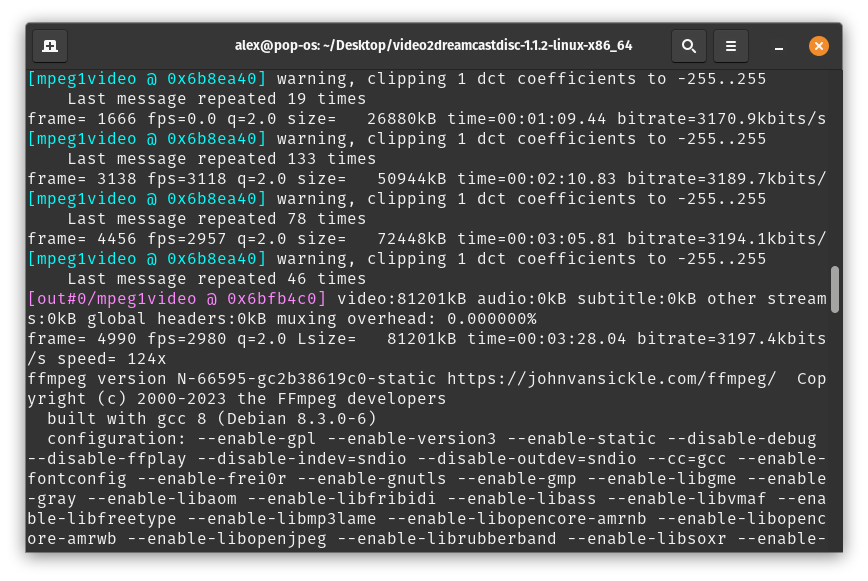 alex@pop-os: ~/Desktop/video2dreamcastdisc-1.1.2-linux-x86_64
[mpeg1video @ 0x6b8ea40] warning, clipping 1 dct coefficients to -255..255
    Last message repeated 19 times
frame= 1666 fps=0.0 q=2.0 size=   26880kB time=00:01:09.44 bitrate=3170.9kbits/s
[mpeg1video @ 0x6b8ea40] warning, clipping 1 dct coefficients to -255..255
    Last message repeated 133 times
frame= 3138 fps=3118 q=2.0 size=   50944kB time=00:02:10.83 bitrate=3189.7kbits/
[mpeg1video @ 0x6b8ea40] warning, clipping 1 dct coefficients to -255..255
    Last message repeated 78 times
frame= 4456 fps=2957 q=2.0 size=   72448kB time=00:03:05.81 bitrate=3194.1kbits/
[mpeg1video @ 0x6b8ea40] warning, clipping 1 dct coefficients to -255..255
    Last message repeated 46 times
[out#0/mpeg1video @ 0x6bfb4c0] video:81201kB audio:0kB subtitle:0kB other stream
s:0kB global headers:0kB muxing overhead: 0.000000%
frame= 4990 fps=2980 q=2.0 Lsize=   81201kB time=00:03:28.04 bitrate=3197.4kbits
/s speed= 124x
ffmpeg version N-66595-gc2b38619c0-static https://johnvansickle.com/ffmpeg/  Cop
yright (c) 2000-2023 the FFmpeg developers
  built with gcc 8 (Debian 8.3.0-6)
  configuration: --enable-gpl --enable-version3 --enable-static --disable-debug
--disable-ffplay --disable-indev=sndio --disable-outdev=sndio --cc=gcc --enable-
fontconfig --enable-frei0r --enable-gnutls --enable-gmp --enable-libgme --enable
-gray --enable-libaom --enable-libfribidi --enable-libass --enable-libvmaf --ena
ble-libfreetype --enable-libmp3lame --enable-libopencore-amrnb --enable-libopenc
ore-amrwb --enable-libopenjpeg --enable-librubberband --enable-libsoxr --enable-